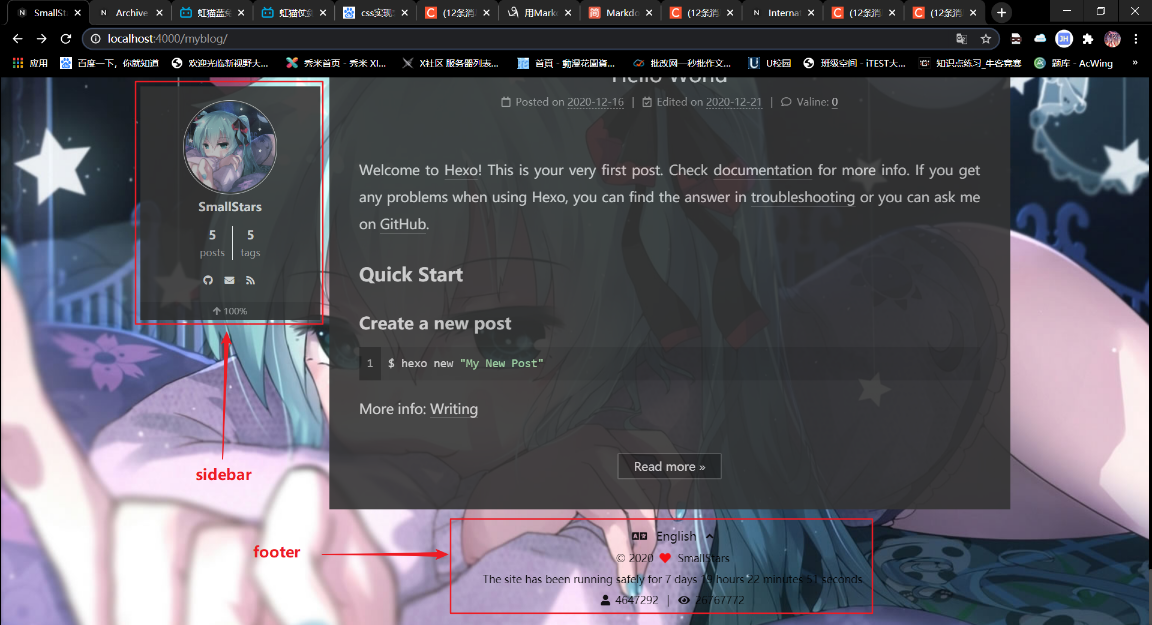 SmallSt
Archive
虹猫蓝兔
虹猫仗剑
css实现
(12条消
用Mark
Markdo
(12条消
Internat
(12条消
(12条消
localhost:4000/myblog/
应用
百度一下，你就知道
欢迎光临新视野大...
秀米首页 - 秀米 XI...
X社区 服务器列表...
首頁 - 動漫花園資...
批改网一秒批作文...
U校园
班级空间 - iTEST大...
知识点练习_牛客竞赛
题库 - AcWing
»
Hello World
Posted on 2020-12-16 | Edited on 2020-12-21 | Valine: 0
SmallStars
5 5
posts tags
100%
Welcome to Hexo! This is your very first post. Check documentation for more info. If you get
any problems when using Hexo, you can find the answer in troubleshooting or you can ask me
on GitHub.
Quick Start
Create a new post
1 $ hexo new "My New Post"
More info: Writing
Read more »
sidebar
footer
English
© 2020 SmallStars
The site has been running safely for 7 days 19 hours 22 minutes 51 seconds
4647292 | 26767772